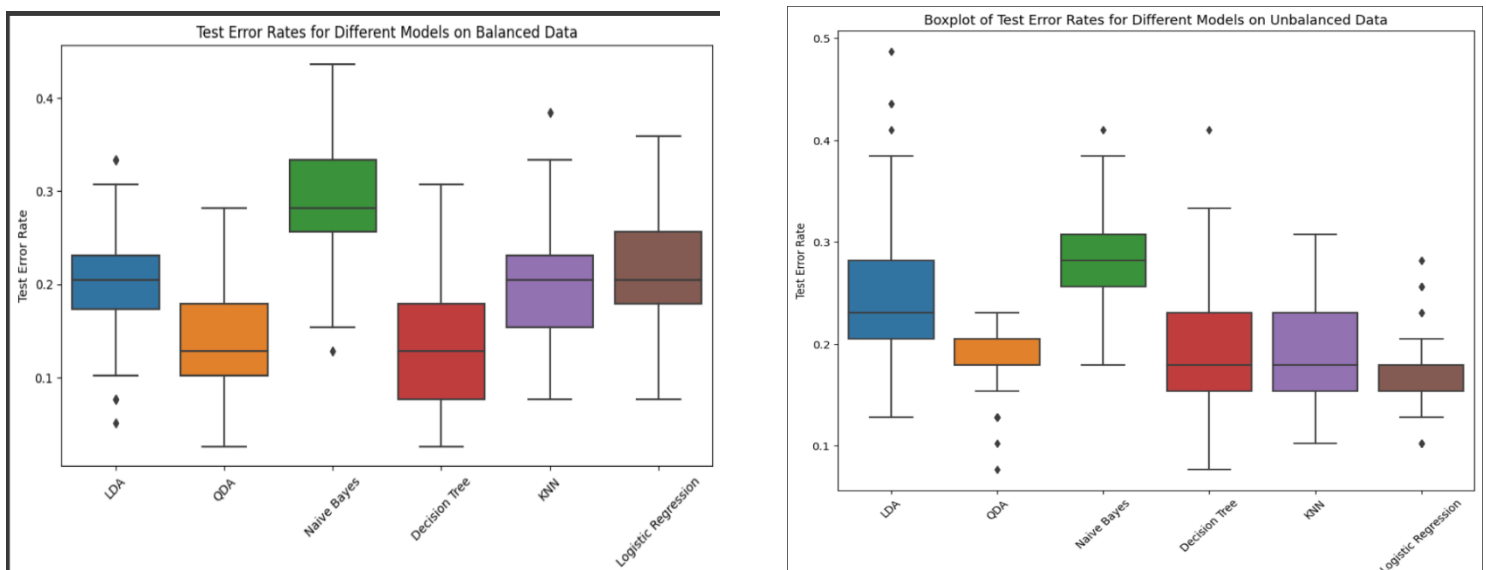 Test Error Rates for Different Models on Balanced Data
Test Error Rate
0.4
0.3
0.2
0.1
LDA
QDA
Naive Bayes
Decision Tree
KNN
Logistic Regression
Boxplot of Test Error Rates for Different Models on Unbalanced Data
Test Error Rate
0.5
0.4
0.3
0.2
0.1
LDA
QDA
Naive Bayes
Decision Tree
KNN
ogistic Regression